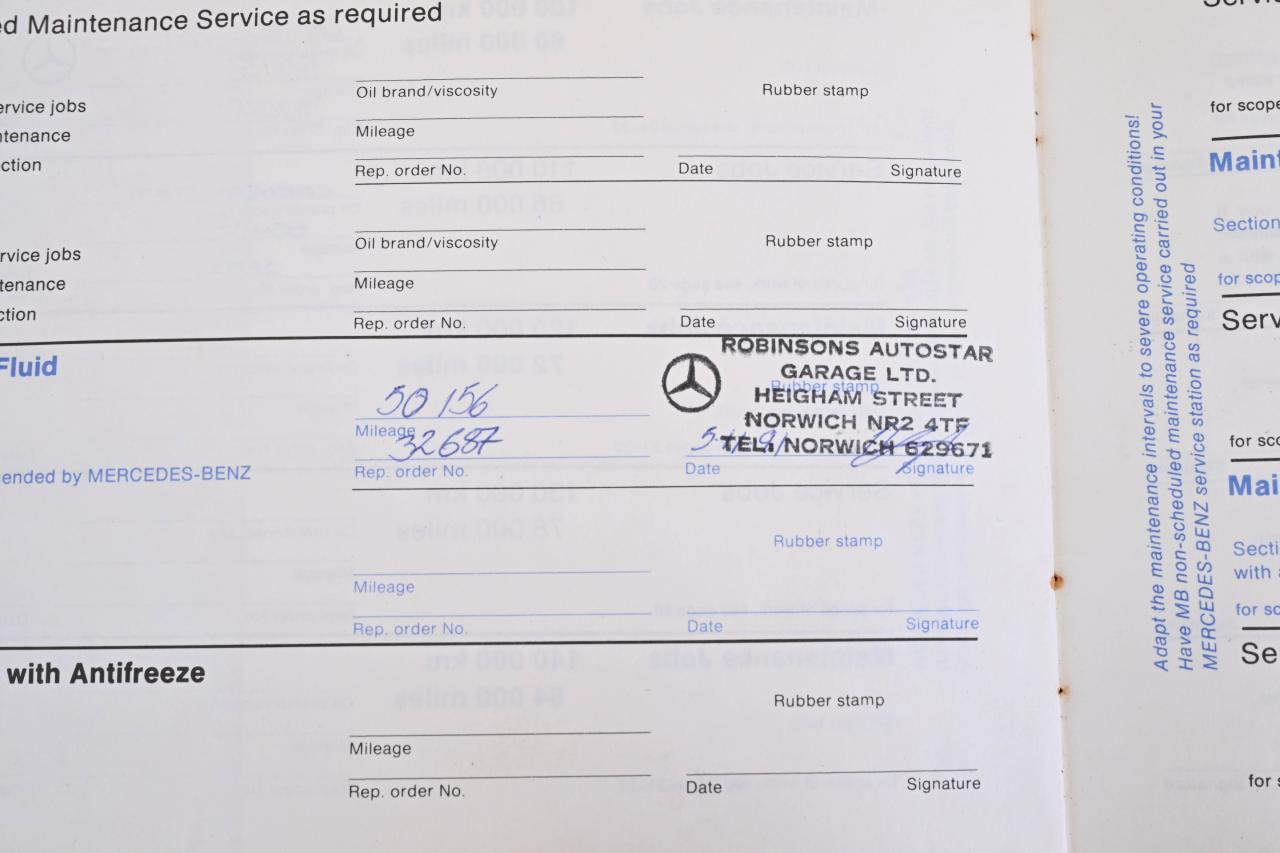 ed Maintenance Service as required
Oil brand/viscosity
Rubber stamp
ervice jobs
Mileage
ntenance
Rep. order No.
Date
Signature
ction
Oil brand/viscosity
Rubber stamp
rvice jobs
Mileage
tenance
Rep. order No.
Date
Signature
ction
Fluid
ROBINSONS AUTOSTAR
GARAGE LTD.
HEIGHAM STREET
NORWICH NR2 4TF
TEL: NORWICH 629671
Rubber stamp
50 156
Mileage
32687
Rep. order No.
Date
Signature
ended by MERCEDES-BENZ
Rubber stamp
Mileage
Rep. order No.
Date
Signature
with Antifreeze
Rubber stamp
Mileage
Rep. order No.
Date
Signature
Adapt the maintenance intervals to severe operating conditions!
Have MB non-scheduled maintenance service carried out in your
MERCEDES-BENZ service station as required
for scope
Maint
Section
for scop
Serv
for sco
Mai
Secti
with a
for sc
Se
for s